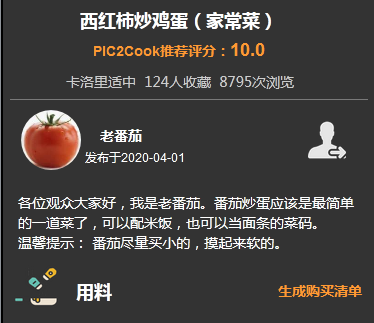 西红柿炒鸡蛋（家常菜）
PIC2Cook推荐评分：10.0
卡洛里适中 124人收藏 8795次浏览
老番茄
发布于2020-04-01
各位观众大家好，我是老番茄。番茄炒蛋应该是最简单
的一道菜了，可以配米饭，也可以当面条的菜码。
温馨提示： 番茄尽量买小的，摸起来软的。
用料
生成购买清单